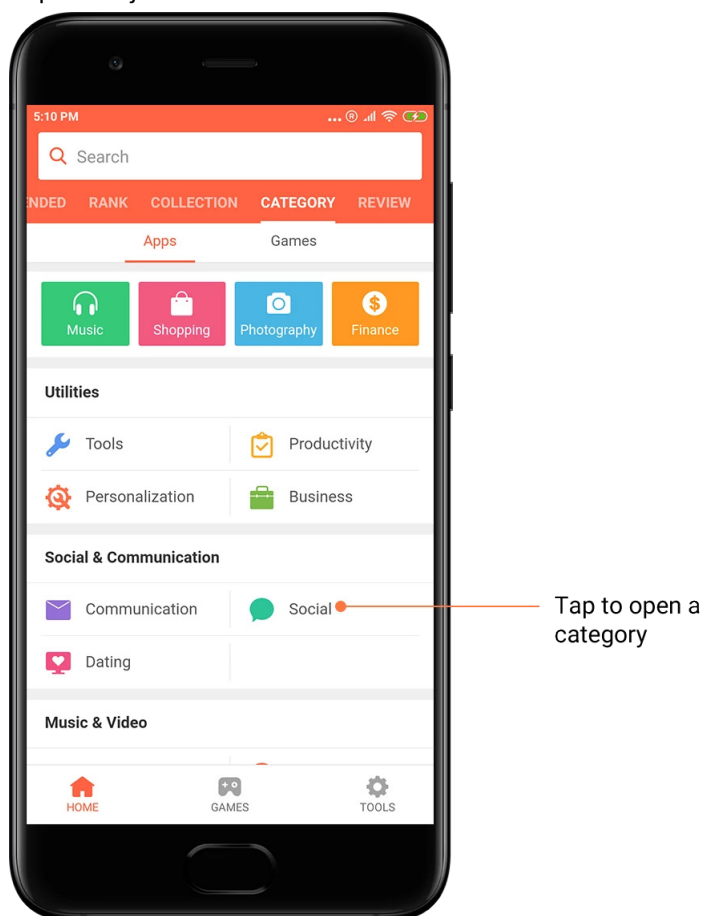 5:10 PM
Search
NDED RANK COLLECTION CATEGORY REVIEW
Apps Games
Music Shopping Photography Finance
Utilities
Tools Productivity
Personalization Business
Social & Communication
Communication Social
Tap to open a
category
Dating
Music & Video
HOME GAMES TOOLS